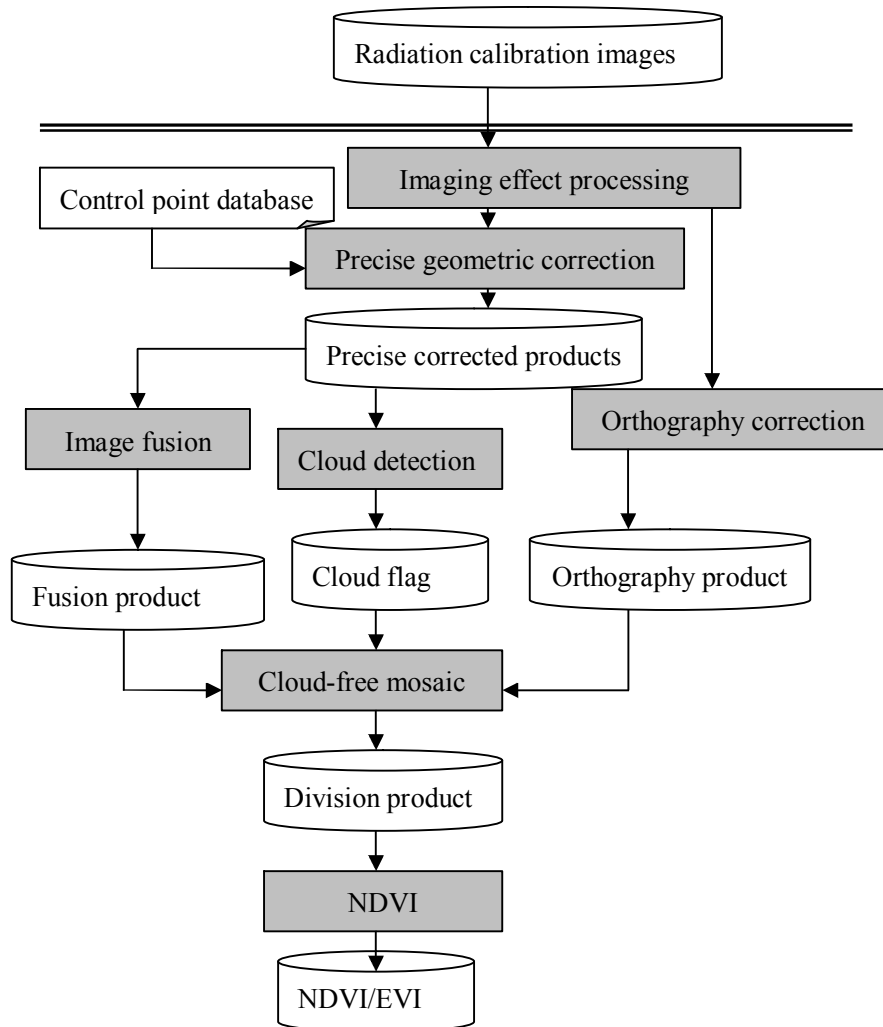 Radiation calibration images
Imaging effect processing
Control point database
Precise geometric correction
Precise corrected products
Image fusion
Cloud detection
Orthography correction
Fusion product
Cloud flag
Orthography product
Cloud-free mosaic
Division product
NDVI
NDVI/EVI